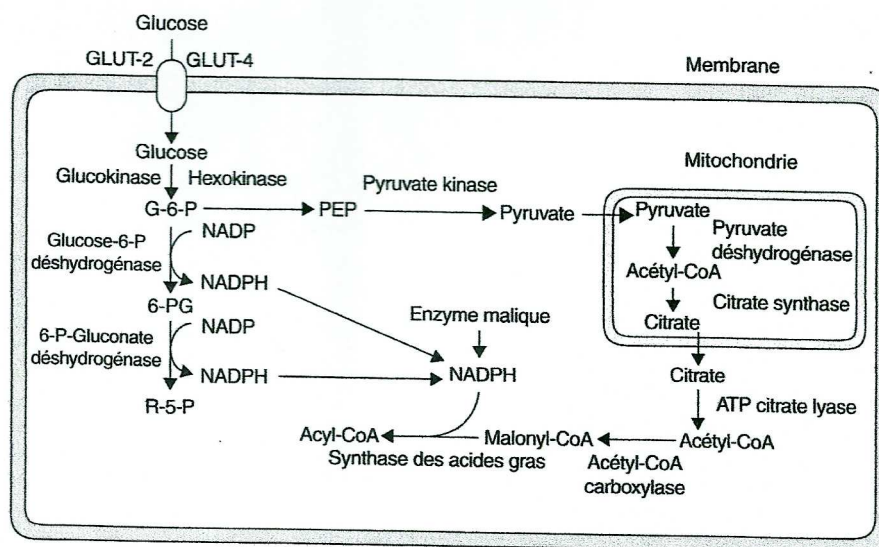 Glucose
GLUT-2 GLUT-4
Membrane
Glucose
Glucokinase Hexokinase
Mitochondrie
Pyruvate kinase
G-6-P PEP Pyruvate Pyruvate
NADP
Glucose-6-P
déshydrogénase
Pyruvate
déshydrogénase
Acétyl-CoA
NADPH
6-PG
NADP
Enzyme malique
Citrate synthase
Citrate
6-P-Gluconate
déshydrogénase
NADPH NADPH Citrate
R-5-P
ATP citrate lyase
Acyl-CoA Malonyl-CoA Acétyl-CoA
Synthase des acides gras
Acétyl-CoA
carboxylase